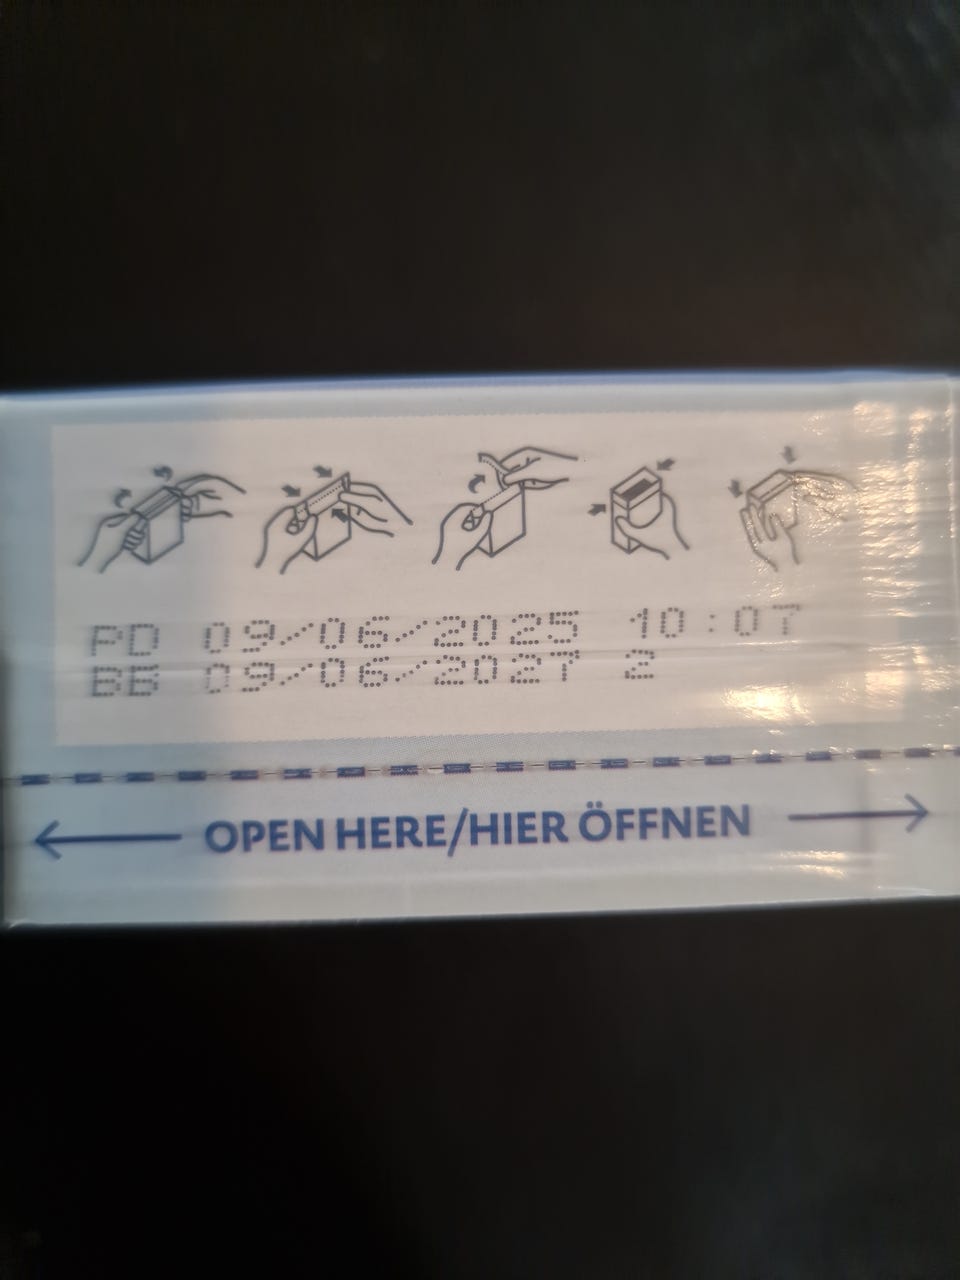 PD 09/06/2025 10:07
BB 09/06/2027 2
OPEN HERE/HIER ÖFFNEN